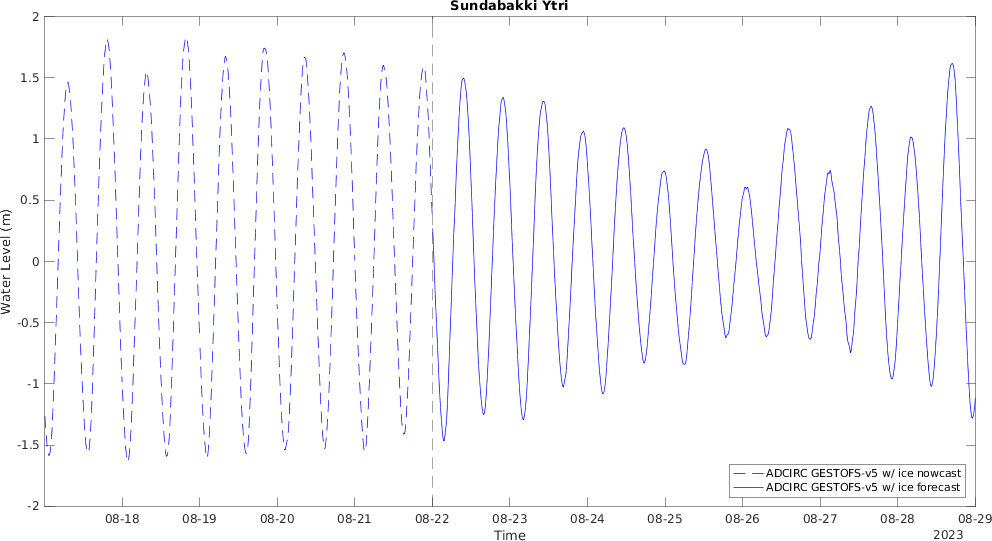 Sundabakki Ytri
Water Level (m)
2
1.5
1
0.5
0
-0.5
-1
-1.5
-2
08-18 08-19 08-20 08-21 08-22 08-23 08-24 08-25 08-26 08-27 08-28 08-29
Time
2023
ADCIRC GESTOFS-v5 w/ ice nowcast
ADCIRC GESTOFS-v5 w/ ice forecast